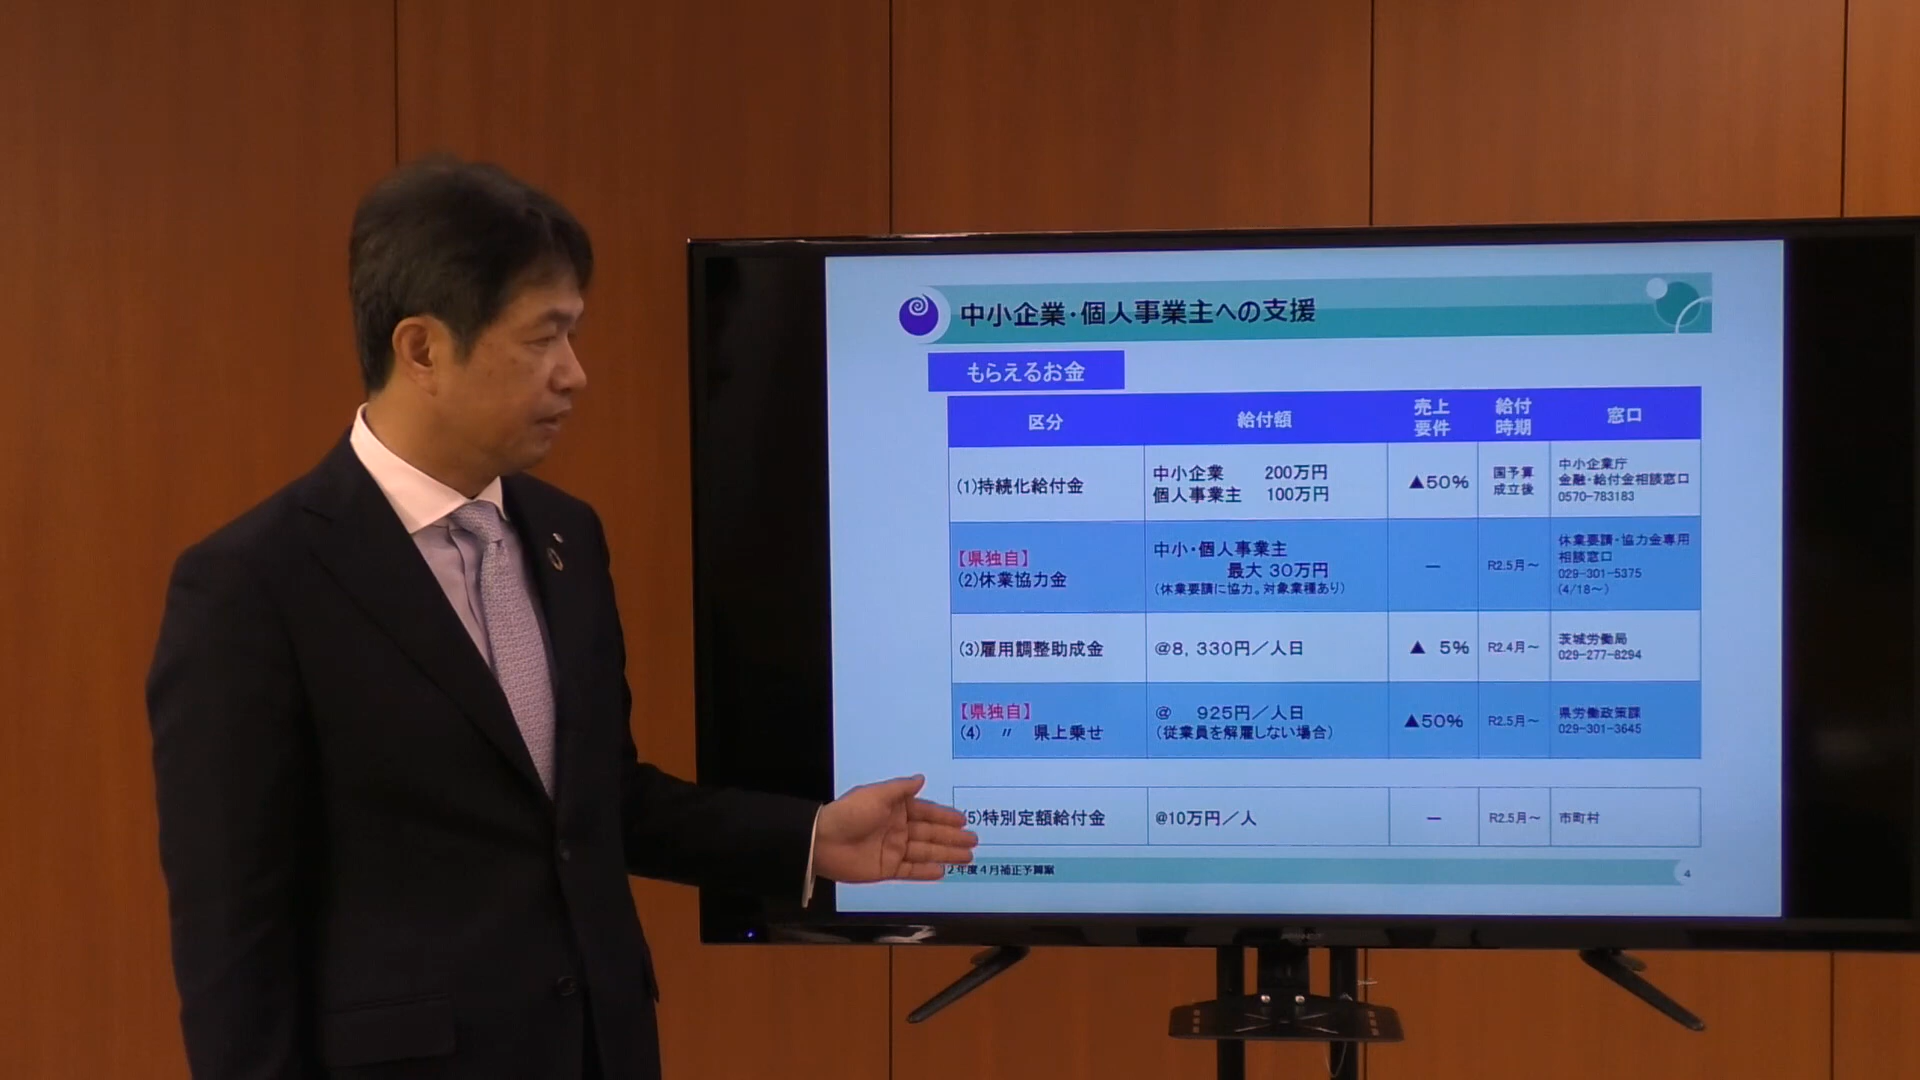 中小企業・個人事業主への支援
もらえるお金
区分 給付額 売上要件 給付時期 窓口
(1)持続化給付金 中小企業 200万円 個人事業主 100万円 ▲50% 国予算成立後 中小企業庁 金融・給付金相談窓口 0570-783183
【県独自】 (2)休業協力金 中小・個人事業主 最大 30万円 (休業要請に協力。対象業種あり) ― R2.5月～ 休業要請・協力金専用相談窓口 029-301-5375 (4/18～)
(3)雇用調整助成金 @8,330円／人日 ▲ 5% R2.4月～ 茨城労働局 029-277-8294
【県独自】 (4) 〃 県上乗せ @ 925円／人日 (従業員を解雇しない場合) ▲50% R2.5月～ 県労働政策課 029-301-3645
5)特別定額給付金 @10万円／人 ― R2.5月～ 市町村
2年度4月補正予算案
4